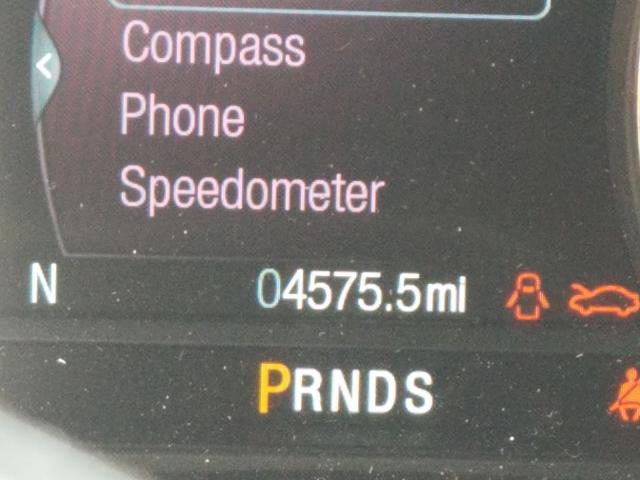 Compass
Phone
Speedometer
N 04575.5mi
PRNDS